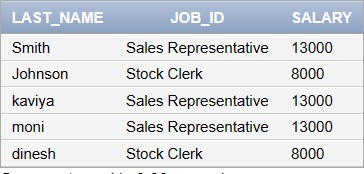 LAST_NAME JOB_ID SALARY
Smith Sales Representative 13000
Johnson Stock Clerk 8000
kaviya Sales Representative 13000
moni Sales Representative 13000
dinesh Stock Clerk 8000